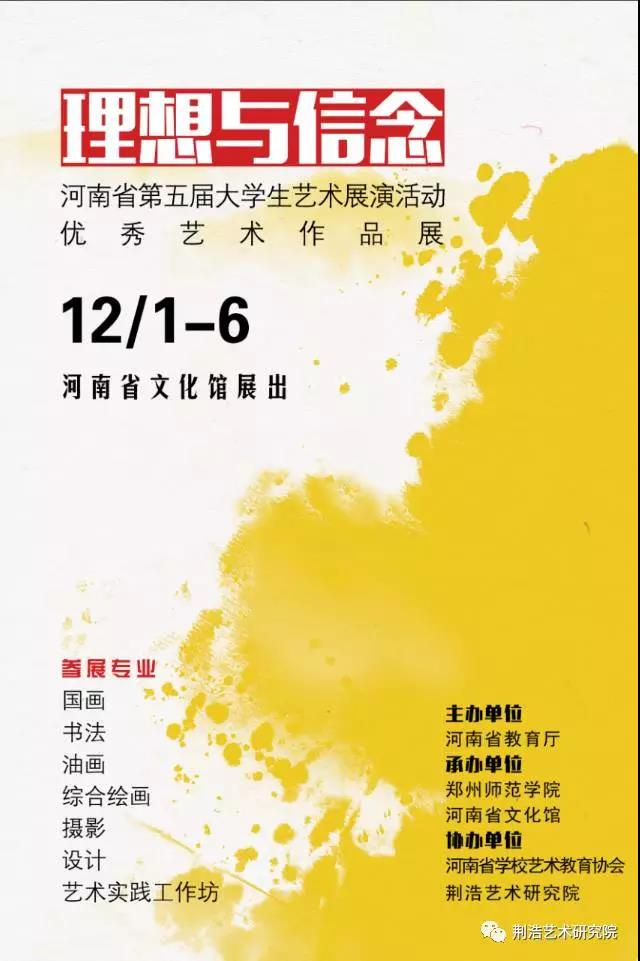 理想与信念
河南省第五届大学生艺术展演活动
优秀艺术作品展
12/1-6
河南省文化馆展出
参展专业
国画
书法
油画
综合绘画
摄影
设计
艺术实践工作坊
主办单位
河南省教育厅
承办单位
郑州师范学院
河南省文化馆
协办单位
河南省学校艺术教育协会
荆浩艺术研究院
荆浩艺术研究院